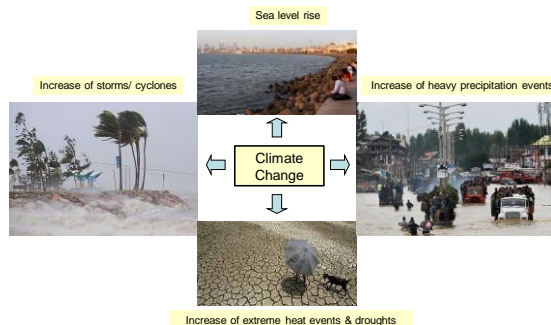 Sea level rise
Increase of storms/ cyclones
Increase of heavy precipitation events
Climate
Change
Increase of extreme heat events & droughts